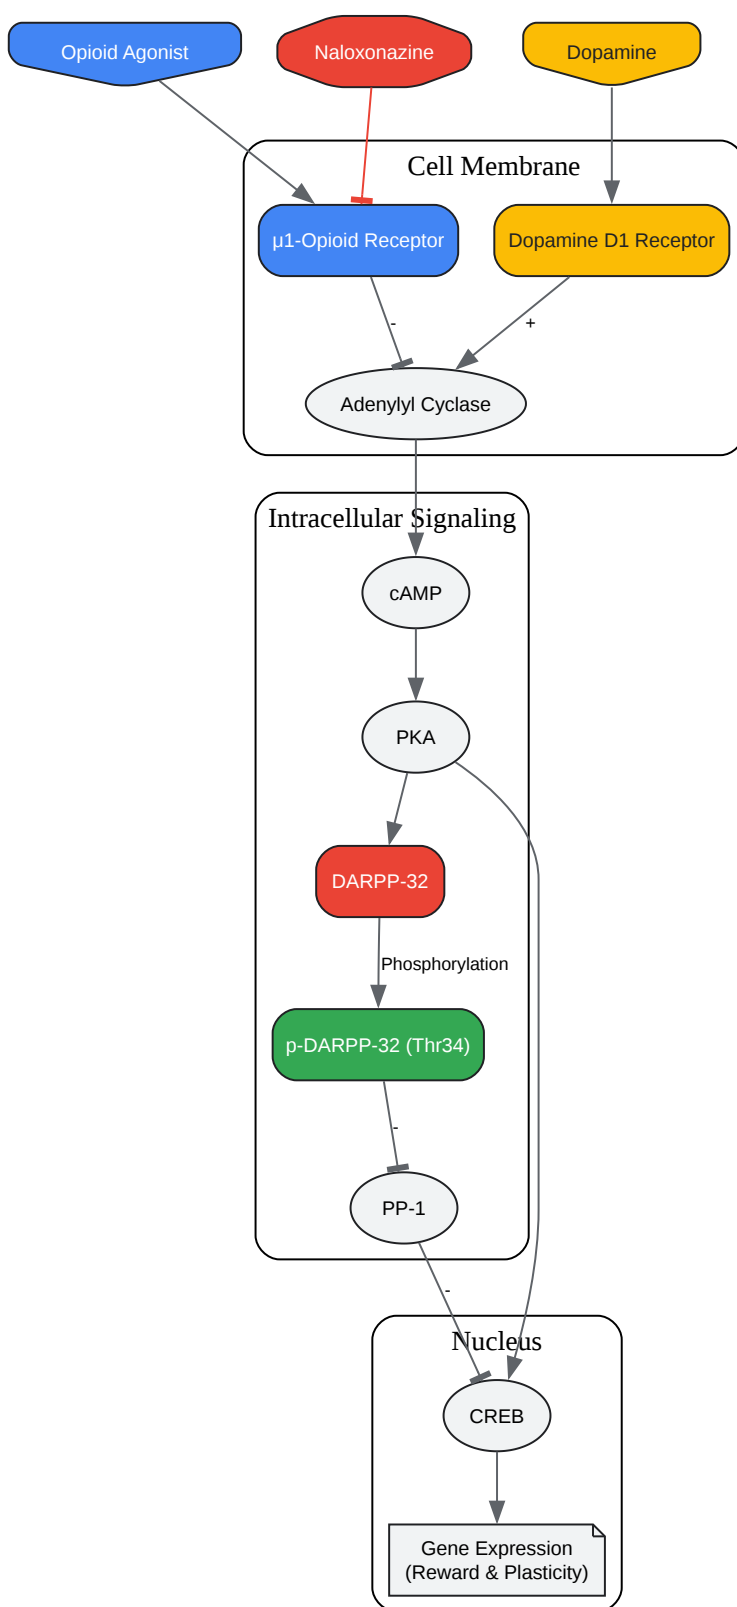 Opioid Agonist
Naloxonazine
Dopamine
Cell Membrane
μ1-Opioid Receptor
Dopamine D1 Receptor
-
+
Adenylyl Cyclase
Intracellular Signaling
cAMP
PKA
DARPP-32
Phosphorylation
p-DARPP-32 (Thr34)
-
PP-1
-
Nucleus
CREB
Gene Expression
(Reward & Plasticity)